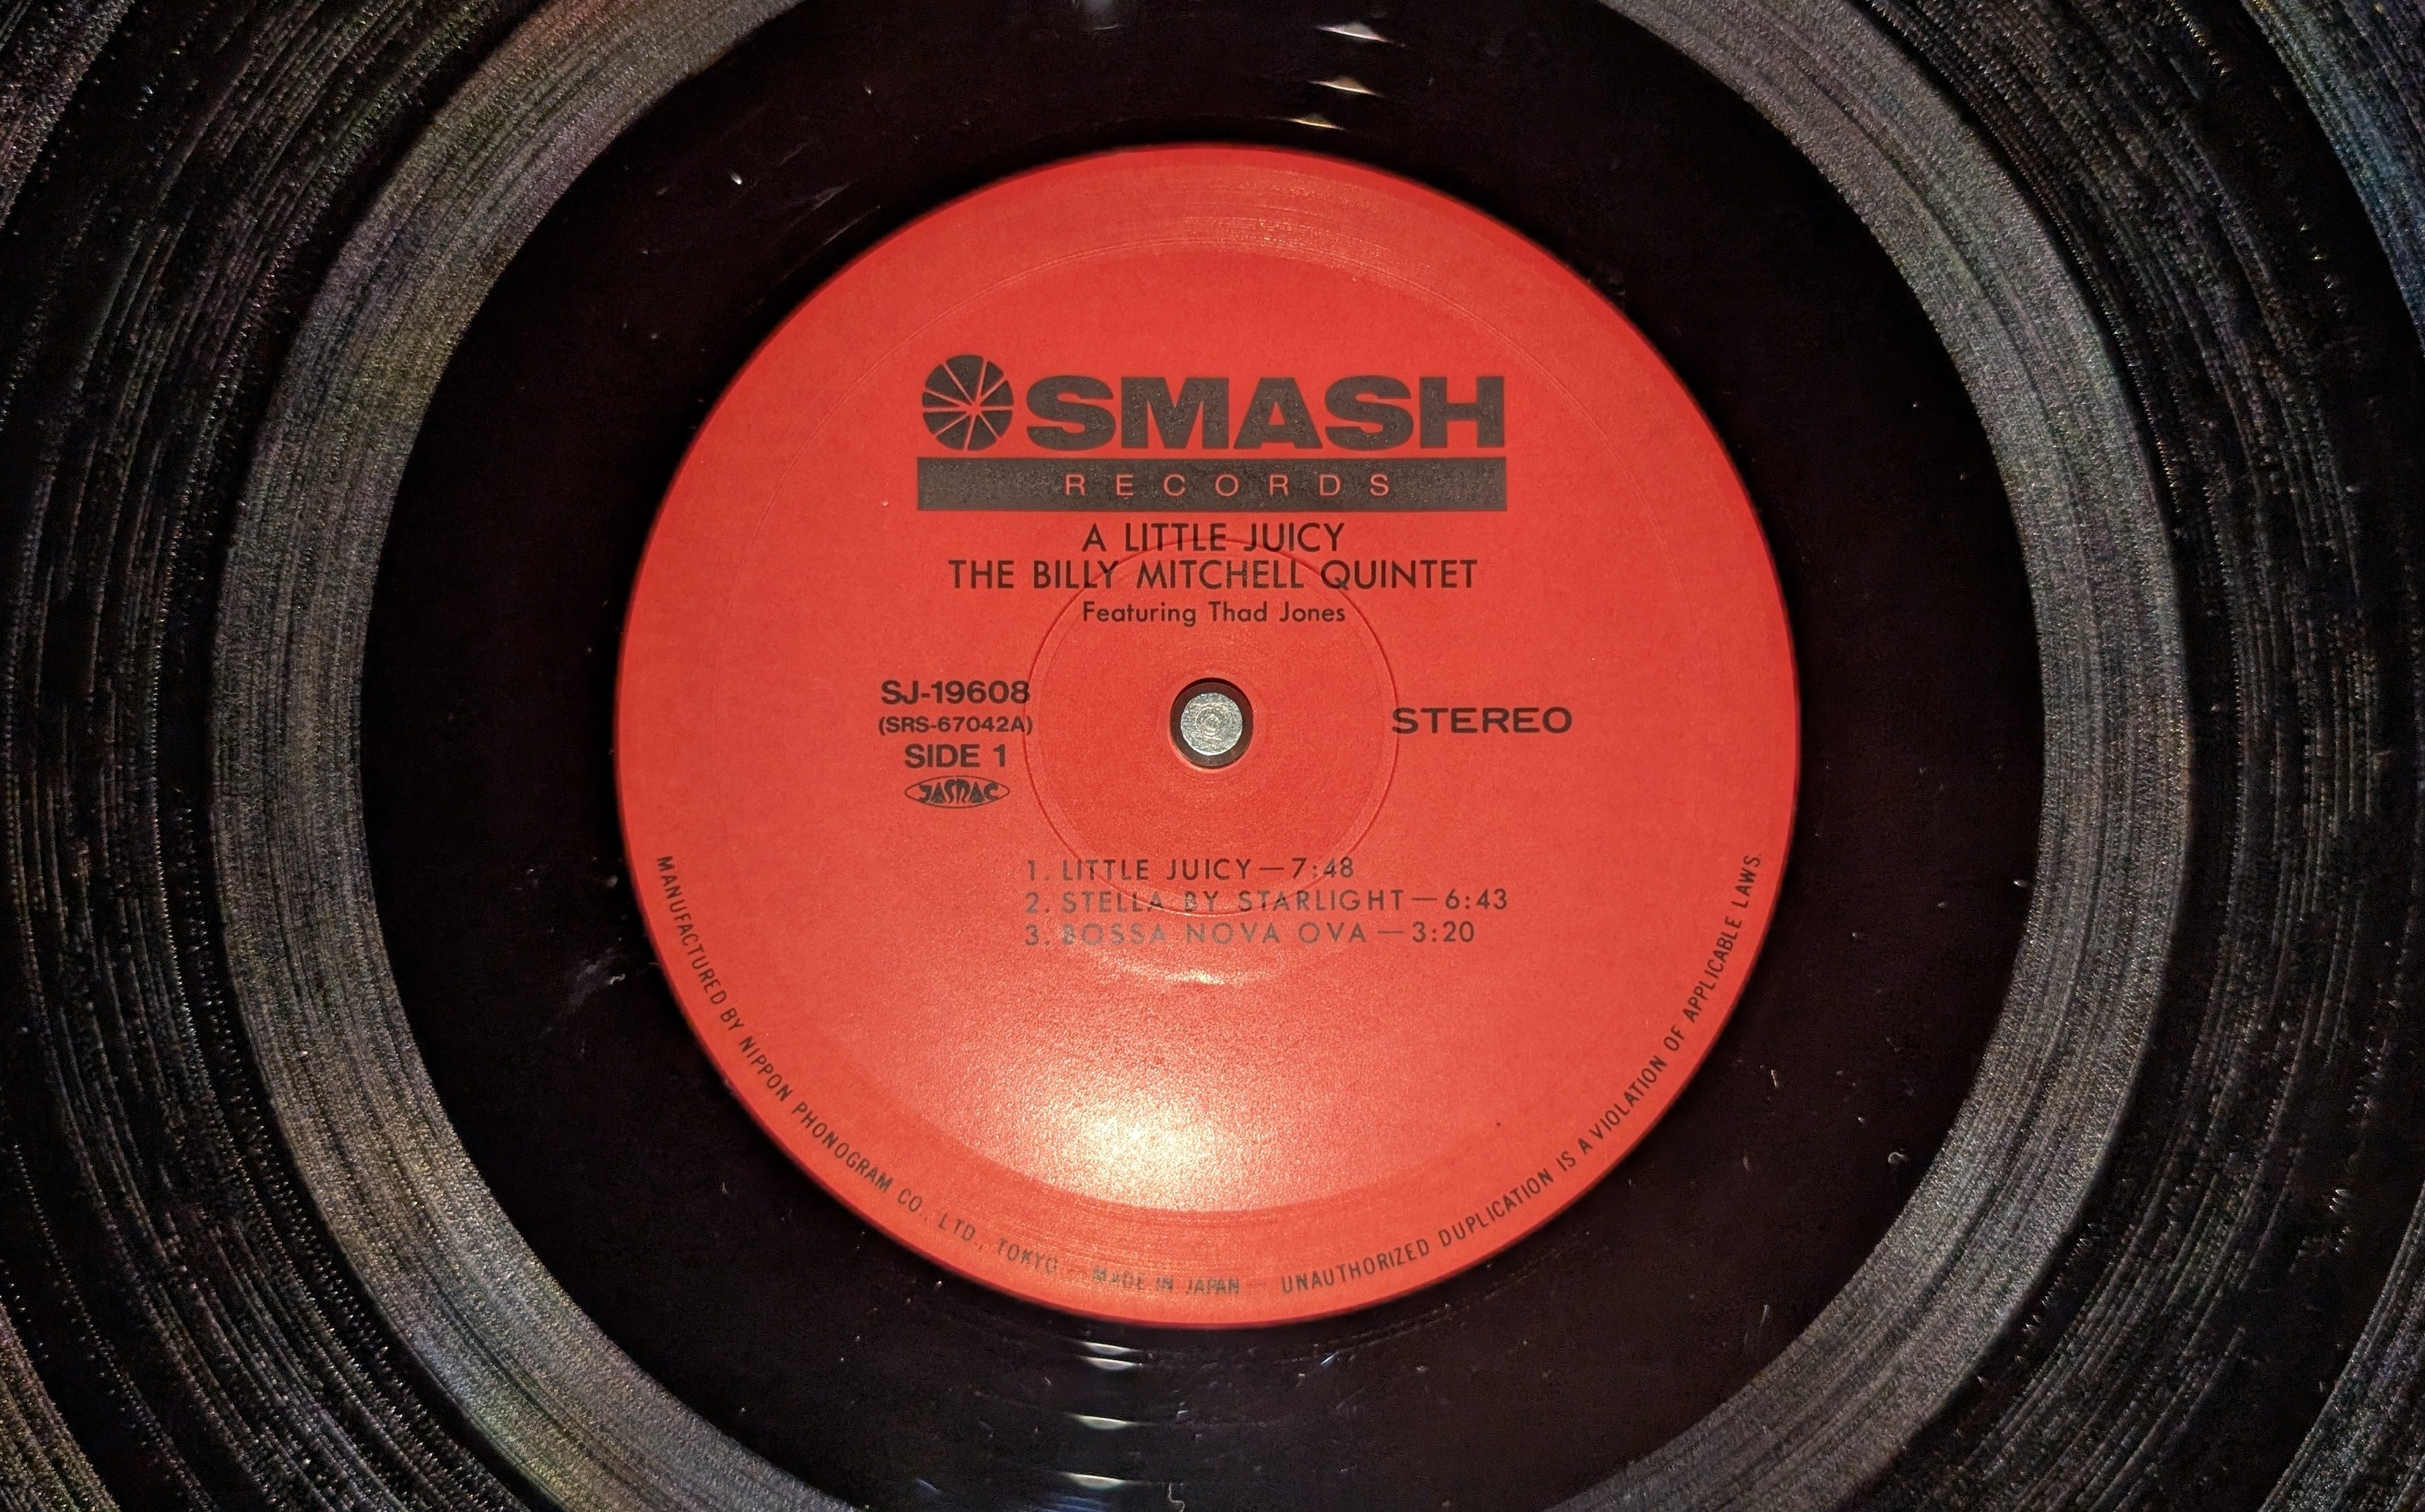 SMASH
RECORDS
A LITTLE JUICY
THE BILLY MITCHELL QUINTET
Featuring Thad Jones
SJ-19608
(SRS-67042A)
SIDE 1
JASRAC
STEREO
1. LITTLE JUICY—7:48
2. STELLA BY STARLIGHT—6:43
3. BOSSA NOVA OVA—3:20
MANUFACTURED BY NIPPON PHONOGRAM CO., LTD., TOKYO — MADE IN JAPAN — UNAUTHORIZED DUPLICATION IS A VIOLATION OF APPLICABLE LAWS.